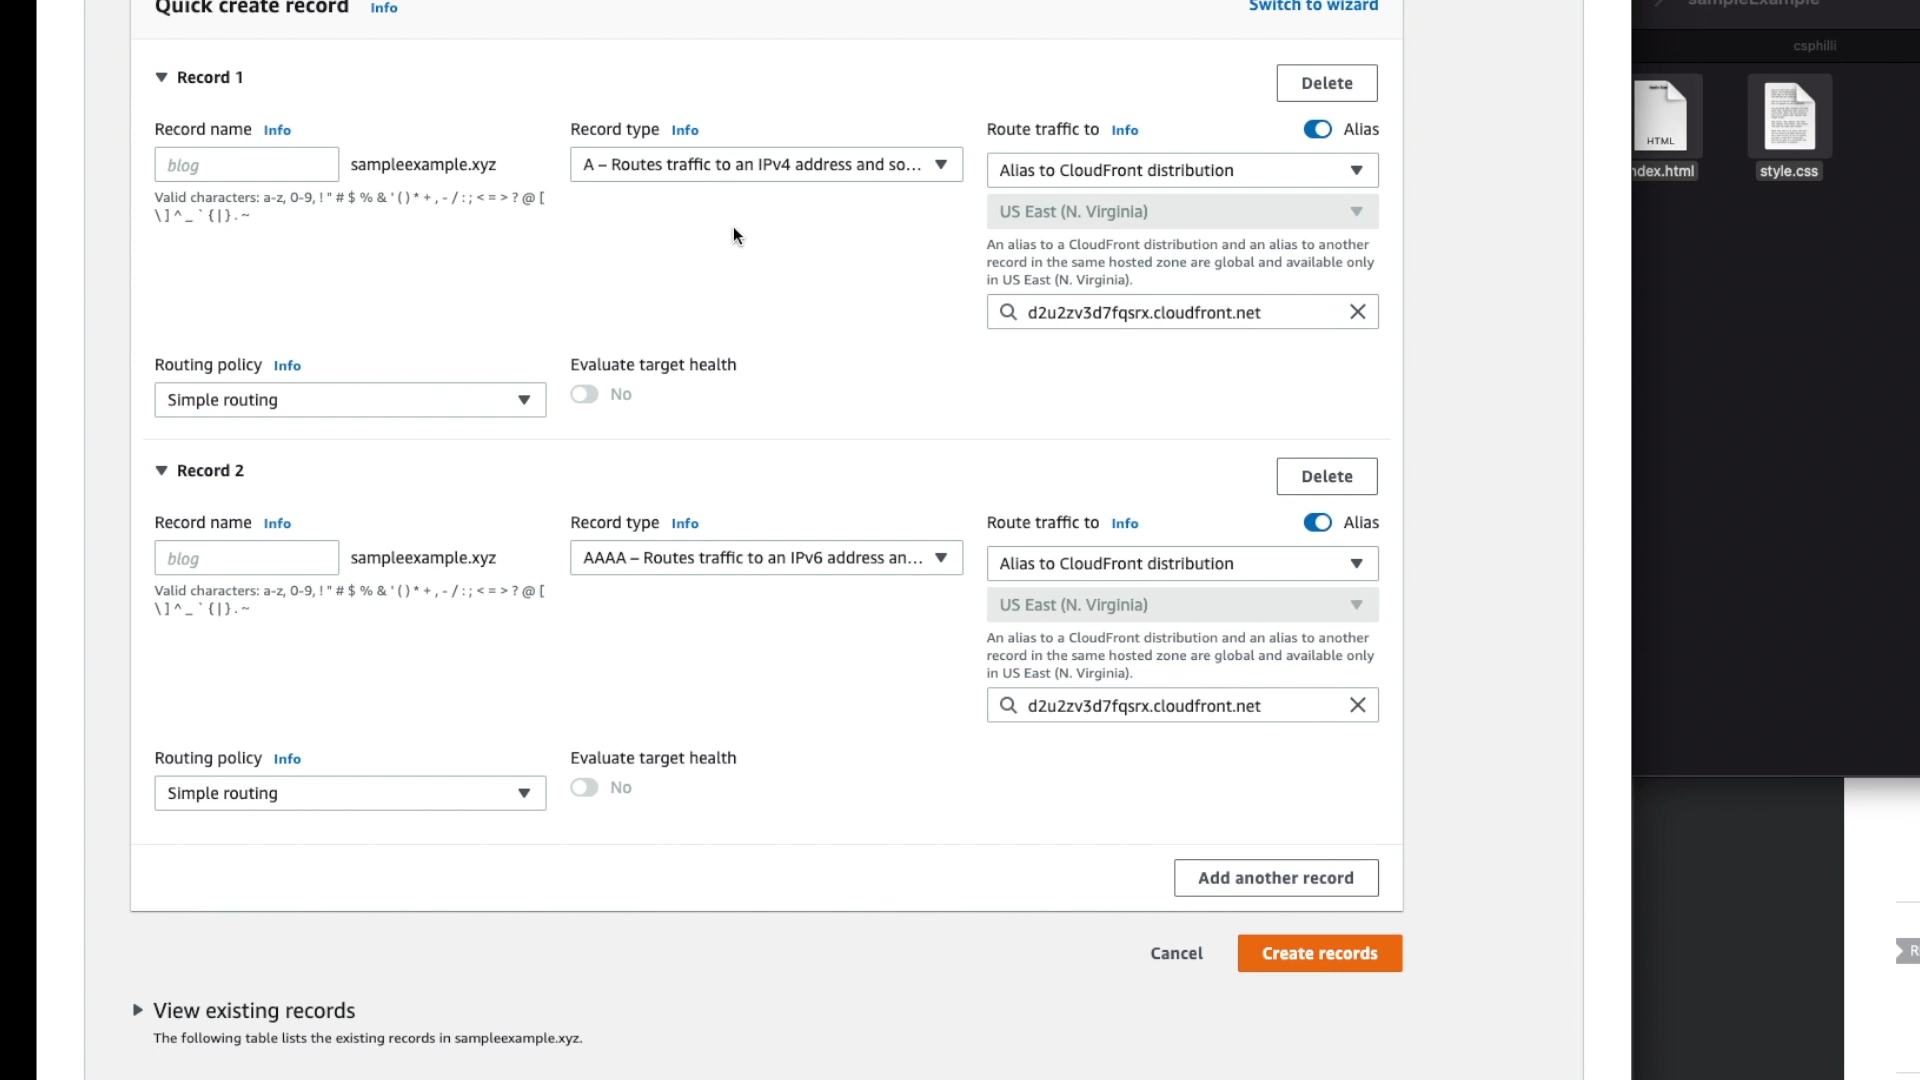 Quick create record Info
Switch to wizard
Record 1
Delete
Record name Info
blog
sampleexample.xyz
Valid characters: a-z, 0-9, ! " # $ % & ' ( ) * + , - / : ; < = > ? @ [
\ ] ^ _ ` { | } . ~
Record type Info
A – Routes traffic to an IPv4 address and so...
Route traffic to Info
Alias
Alias to CloudFront distribution
US East (N. Virginia)
An alias to a CloudFront distribution and an alias to another
record in the same hosted zone are global and available only
in US East (N. Virginia).
d2u2zv3d7fqsrx.cloudfront.net
Routing policy Info
Simple routing
Evaluate target health
No
Record 2
Delete
Record name Info
blog
sampleexample.xyz
Valid characters: a-z, 0-9, ! " # $ % & ' ( ) * + , - / : ; < = > ? @ [
\ ] ^ _ ` { | } . ~
Record type Info
AAAA – Routes traffic to an IPv6 address an...
Route traffic to Info
Alias
Alias to CloudFront distribution
US East (N. Virginia)
An alias to a CloudFront distribution and an alias to another
record in the same hosted zone are global and available only
in US East (N. Virginia).
d2u2zv3d7fqsrx.cloudfront.net
Routing policy Info
Simple routing
Evaluate target health
No
Add another record
Cancel
Create records
View existing records
The following table lists the existing records in sampleexample.xyz.
sampleExample
csphilli
HTML
ndex.html
style.css